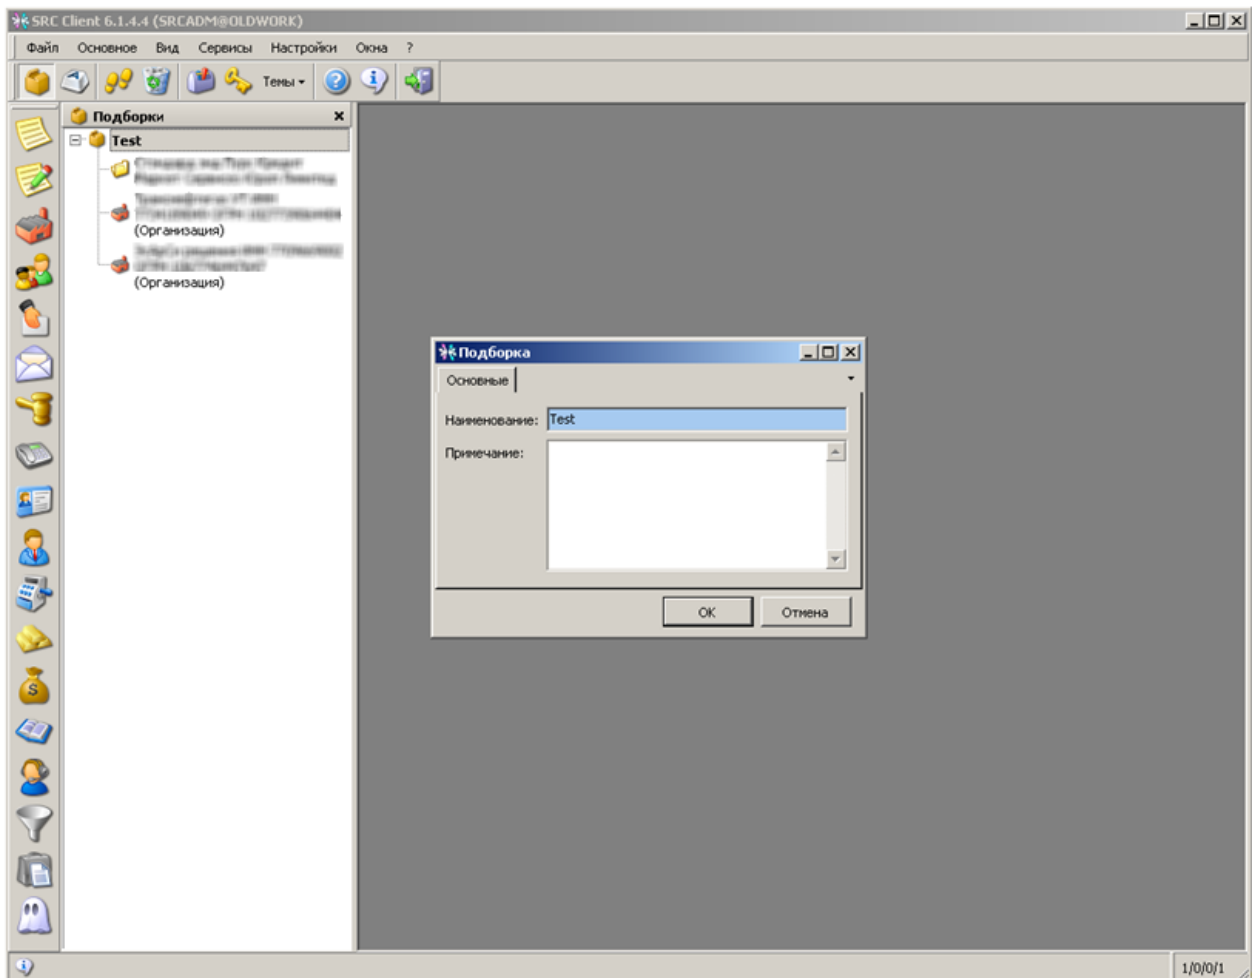 SRC Client 6.1.4.4 (SRCADM@OLDWORK)
Файл Основное Вид Сервисы Настройки Окна ?
Темы
Подборки
Test
(Организация)
(Организация)
Подборка
Основные
Наименование: Test
Примечание:
OK Отмена
1/0/0/1